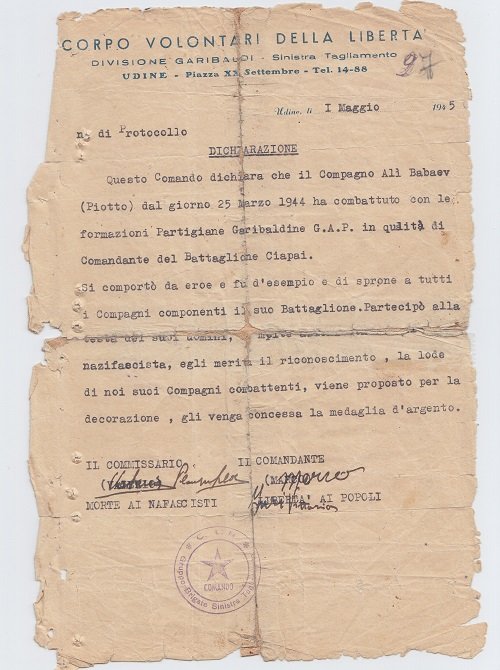 CORPO VOLONTARI DELLA LIBERTA'
DIVISIONE GARIBALDI - Sinistra Tagliamento
UDINE - Piazza XX Settembre - Tel. 14-88
97
Udine, li I Maggio 1945
n. di Protocollo
DICHIARAZIONE
Questo Comando dichiara che il Compagno Alì Babaev
(Piotto) dal giorno 25 Marzo 1944 ha combattuto con le
formazioni Partigiane Garibaldine G.A.P. in qulità di
Comandante del Battaglione Ciapai.
Si comportò da eroe e fu d'esempio e di sprone a tutti
i Compagni componenti il suo Battaglione.Partecipò alla
testa dei suoi uomini,
nazifascista, egli merita il riconoscimento , la lode
di noi suoi Compagni combattenti, viene proposto per la
decorazione , gli venga concessa la medaglia d'argento.
IL COMMISSARIO IL COMANDANTE
MORTE AI NAFASCISTI LIBERTA' AI POPOLI
Gruppo Brigate Sinistra
COMANDO